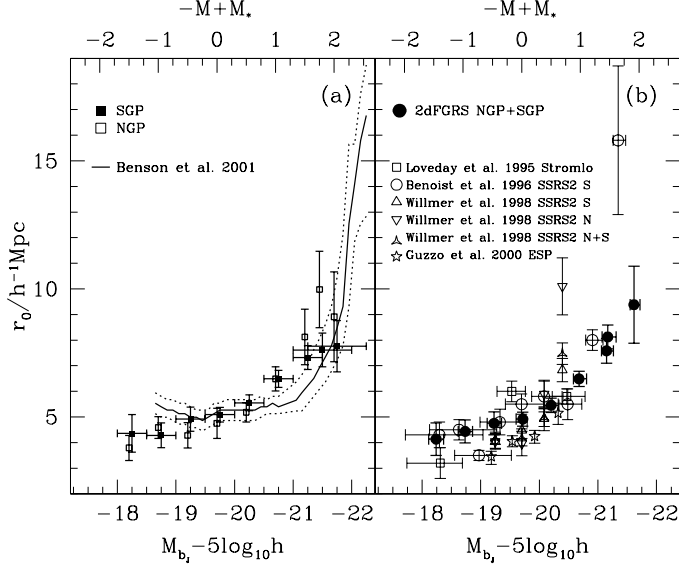 −M+M*
−M+M*
−2 −1 0 1 2
−2 −1 0 1 2
(a)
(b)
SGP
NGP
Benson et al. 2001
2dFGRS NGP+SGP
Loveday et al. 1995 Stromlo
Benoist et al. 1996 SSRS2 S
Willmer et al. 1998 SSRS2 S
Willmer et al. 1998 SSRS2 N
Willmer et al. 1998 SSRS2 N+S
Guzzo et al. 2000 ESP
15
10
5
r₀/h⁻¹Mpc
−18 −19 −20 −21 −22
−18 −19 −20 −21 −22
M_bJ−5log₁₀h
M_bJ−5log₁₀h